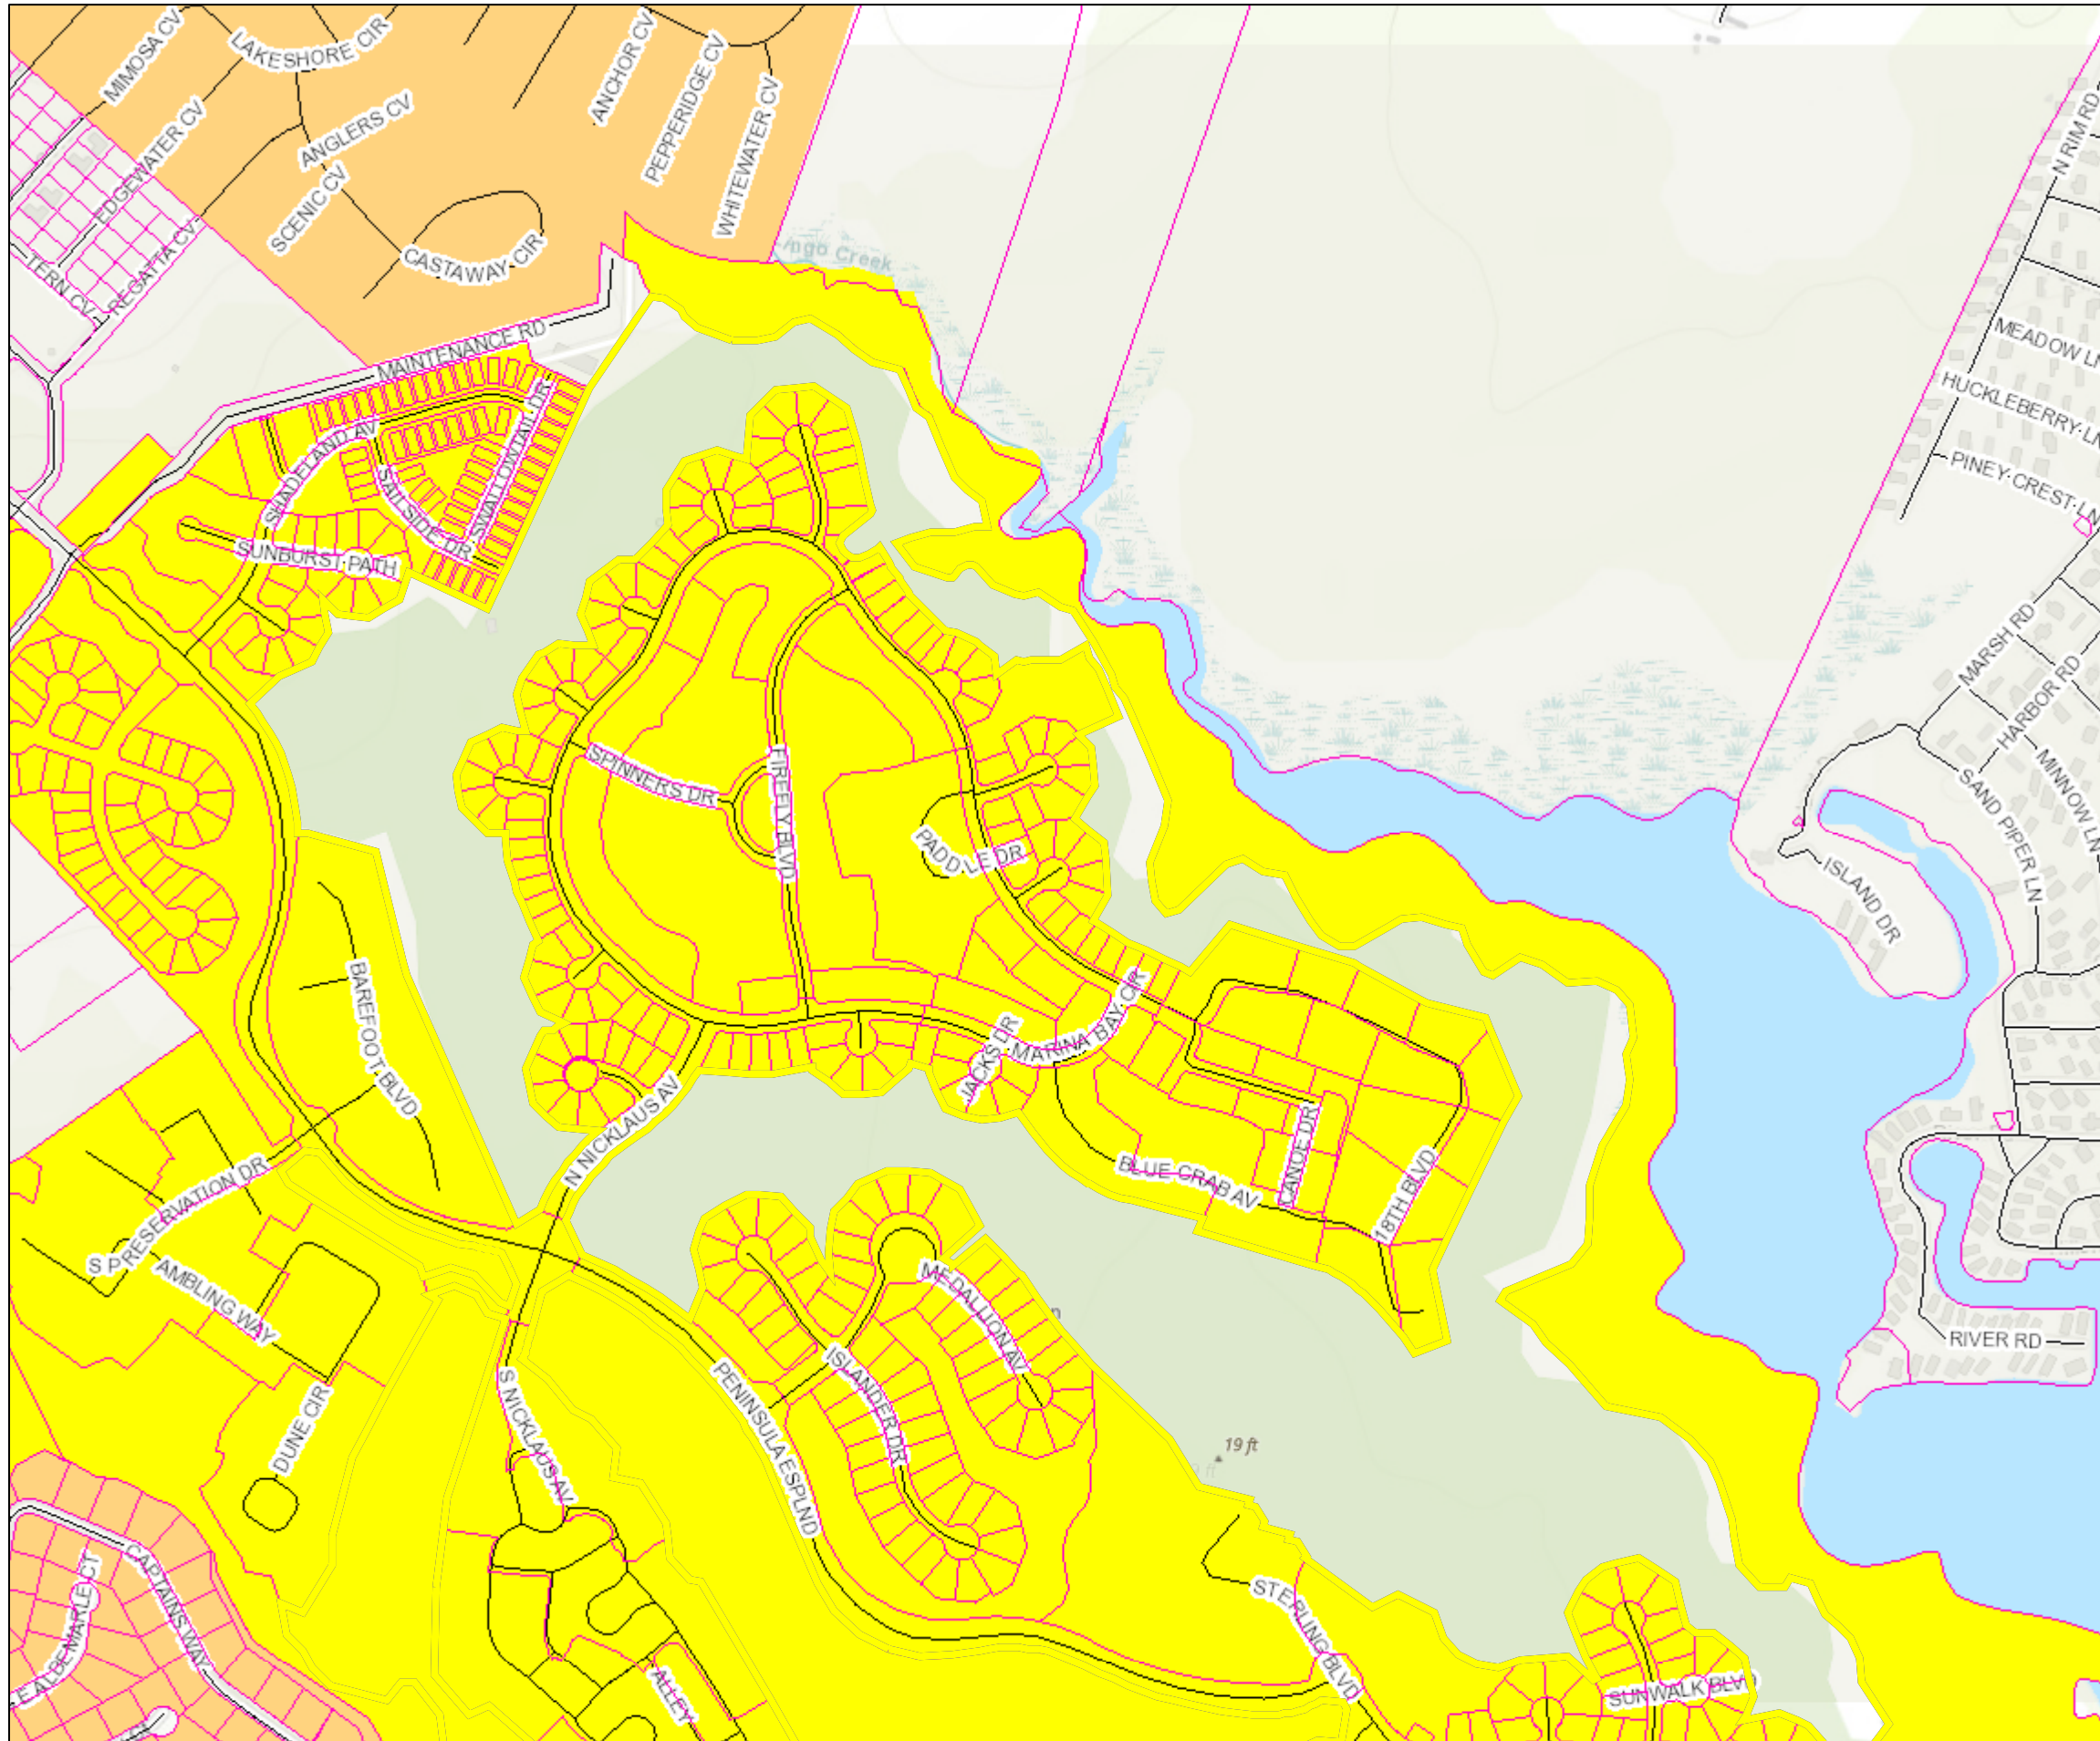 MIMOSA CV
LAKESHORE CIR
ANCHOR CV
PEPPERIDGE CV
WHITEWATER CV
EDGEWATER CV
ANGLERS CV
SCENIC CV
N RIM RD
TERN CV
REGATTA CV
CASTAWAY CIR
ngo Creek
MAINTENANCE RD
MEADOW LN
HUCKLEBERRY LN
PINEY CREST LN
SHADELAND AV
SAILSIDE DR
SWALLOWTAIL DR
SUNBURST PATH
MARSH RD
HARBOR RD
MINNOW LN
SAND PIPER LN
ISLAND DR
SPINNERS DR
FIREFLY BLVD
PADDLE DR
BAREFOOT BLVD
JACKS DR
MARINA BAY CIR
N NICKLAUS AV
BLUE CRAB AV
CANOE DR
18TH BLVD
S PRESERVATION DR
AMBLING WAY
MEDALLION AV
RIVER RD
ISLANDER DR
DUNE CIR
S NICKLAUS AV
PENINSULA ESPLND
19 ft
9 ft
STERLING BLVD
CAPTAINS WAY
E ALBEMARLE CT
ALLEY
SUNWALK BLVD